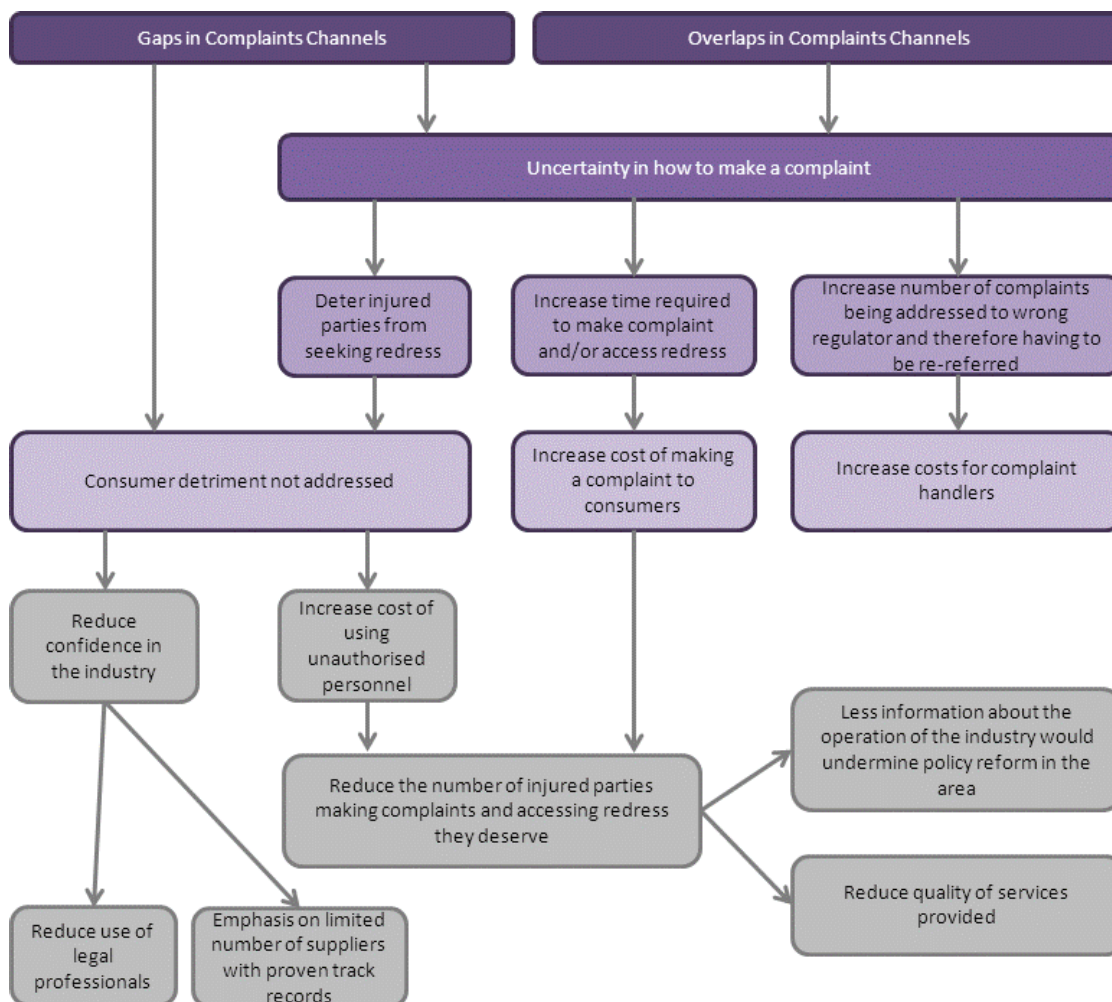 Gaps in Complaints Channels
Overlaps in Complaints Channels
Uncertainty in how to make a complaint
Deter injured
parties from
seeking redress
Increase time required
to make complaint
and/or access redress
Increase number of complaints
being addressed to wrong
regulator and therefore having to
be re-referred
Consumer detriment not addressed
Increase cost of making
a complaint to
consumers
Increase costs for complaint
handlers
Reduce
confidence in
the industry
Increase cost of
using
unauthorised
personnel
Less information about the
operation of the industry would
undermine policy reform in the
area
Reduce the number of injured parties
making complaints and accessing redress
they deserve
Reduce quality of services
provided
Reduce use of
legal
professionals
Emphasis on limited
number of suppliers
with proven track
records